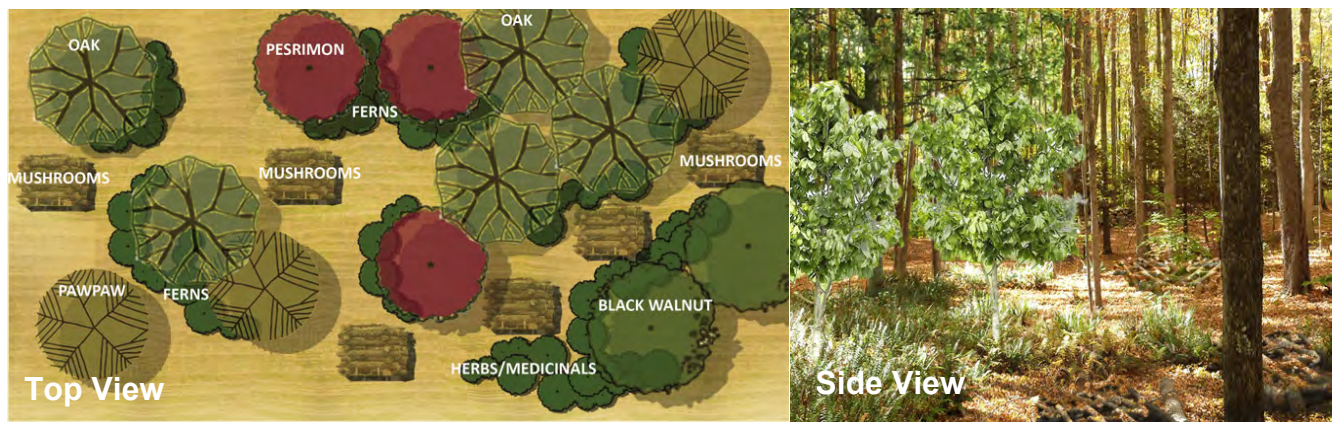 OAK
PESRIMON
OAK
FERNS
MUSHROOMS
MUSHROOMS
MUSHROOMS
PAWPAW
FERNS
BLACK WALNUT
HERBS/MEDICINALS
Top View
Side View